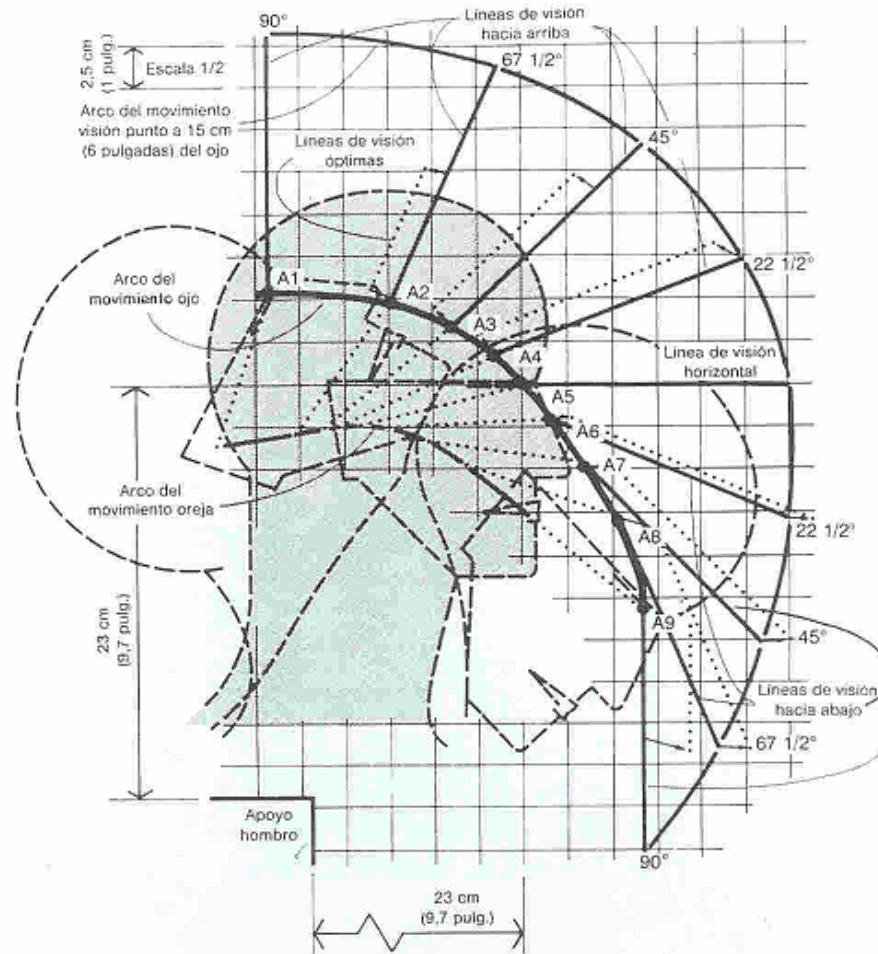 90°
Líneas de visión
hacia arriba
2,5 cm
(1 pulg.)
Escala 1/2
67 1/2°
Arco del movimiento
visión punto a 15 cm
(6 pulgadas) del ojo
Líneas de visión
óptimas
45°
22 1/2°
Arco del
movimiento ojo
A1
A2
A3
A4
Línea de visión
horizontal
A5
A6
A7
Arco del
movimiento oreja
A8
22 1/2°
23 cm
(9,7 pulg.)
A9
45°
Líneas de visión
hacia abajo
67 1/2°
Apoyo
hombro
90°
23 cm
(9,7 pulg.)